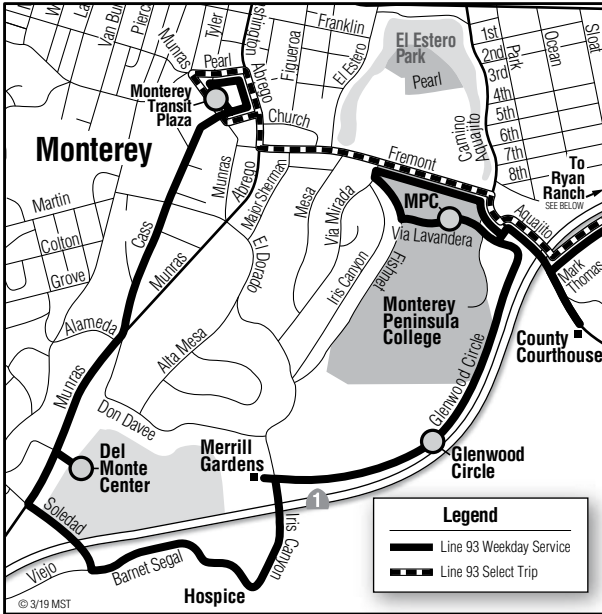 Van Buren
Pierce
Tyler
Washington
Franklin
Munras
Pearl
Abrego
Figueroa
El Estero
El Estero
Park
Pearl
1st
2nd
3rd
4th
5th
6th
7th
8th
Park
Ocean
Sloat
Monterey
Transit
Plaza
Church
Camino
Aguajito
Fremont
Monterey
Munras
Abrego
Major Sherman
Mesa
Via Mirada
MPC
Via Lavandera
Aguajito
To
Ryan
Ranch
SEE BELOW
Mark
Thomas
Martin
Colton
Grove
Cass
Munras
El Dorado
Iris Canyon
Fishnet
Monterey
Peninsula
College
County
Courthouse
Alameda
Alta Mesa
Glenwood Circle
Munras
Don Davee
Del
Monte
Center
Merrill
Gardens
Glenwood
Circle
1
Soledad
Iris Canyon
Viejo
Barnet Segal
Hospice
Legend
Line 93 Weekday Service
Line 93 Select Trip
© 3/19 MST